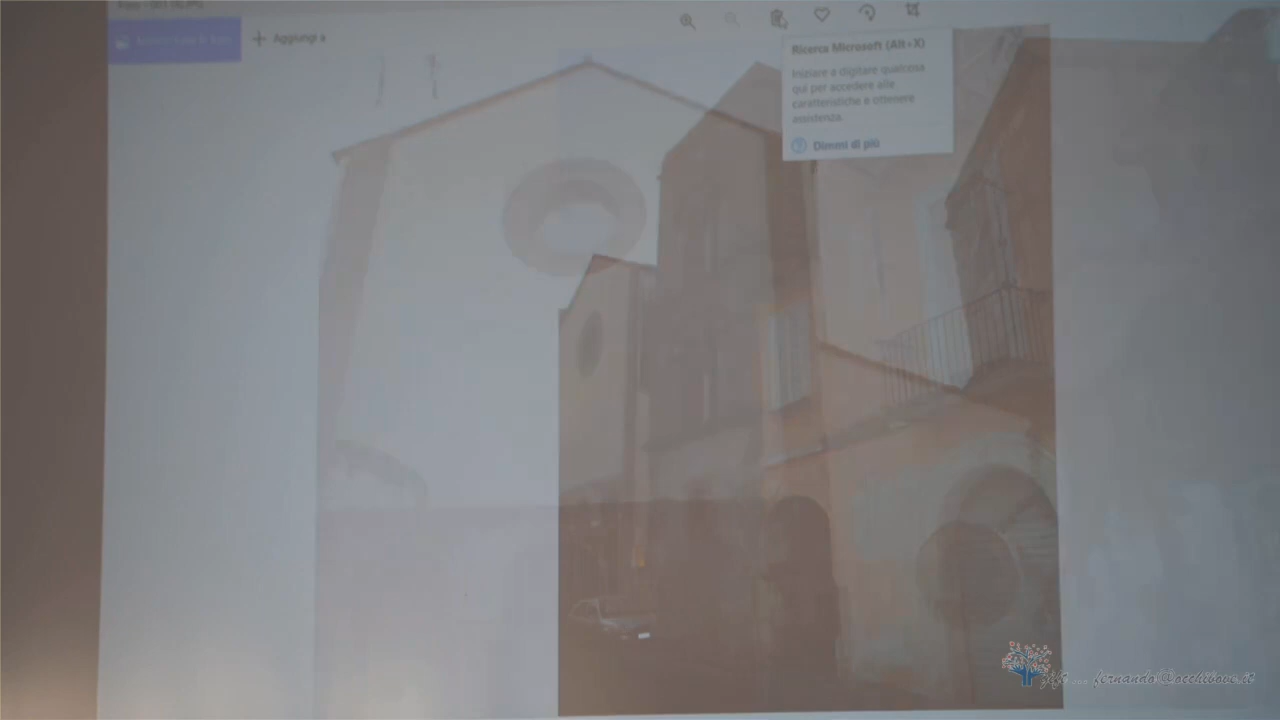 Aggiungi a
Ricerca Microsoft (Alt+X)
Iniziare a digitare qualcosa
qui per accedere alle
caratteristiche e ottenere
assistenza.
Dimmi di più
fernando@occhiovoce.it